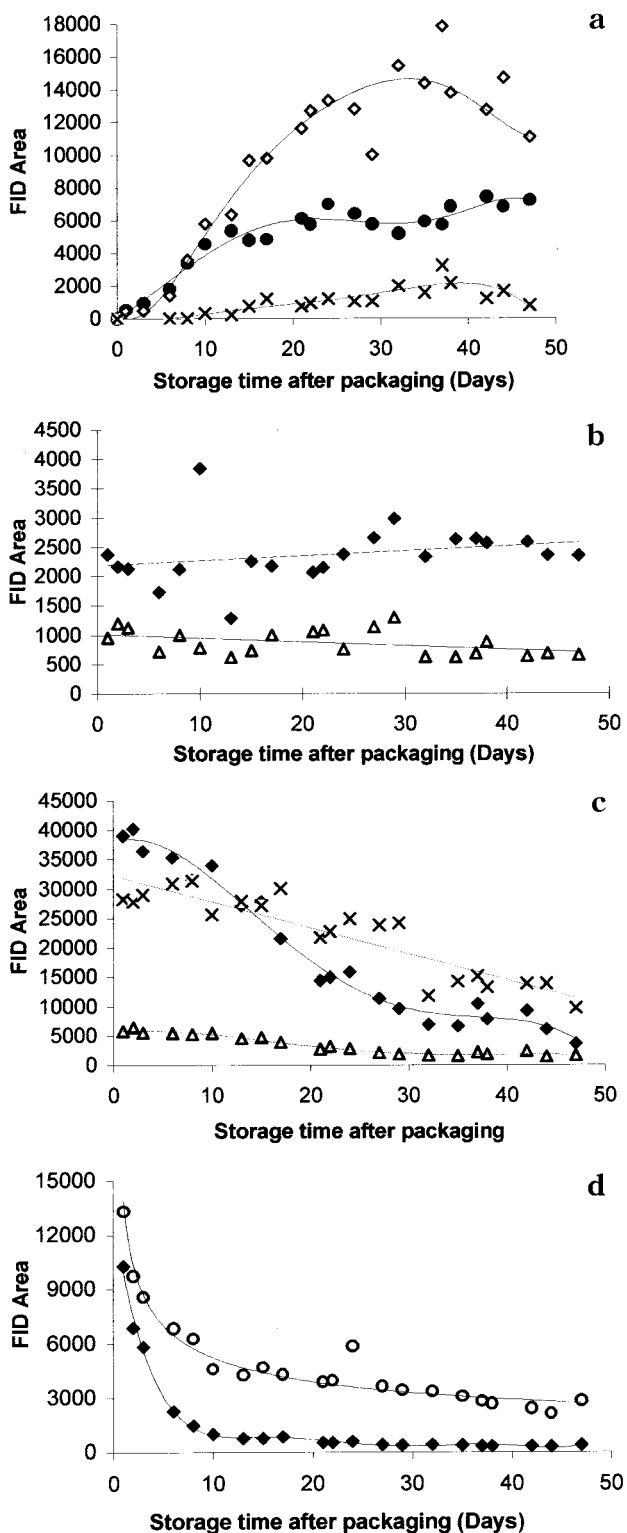 a
18000
16000
14000
12000
10000
8000
6000
4000
2000
0
FID Area
0 10 20 30 40 50
Storage time after packaging (Days)
b
4500
4000
3500
3000
2500
2000
1500
1000
500
0
FID Area
0 10 20 30 40 50
Storage time after packaging (Days)
c
45000
40000
35000
30000
25000
20000
15000
10000
5000
0
FID Area
0 10 20 30 40 50
Storage time after packaging
d
15000
12000
9000
6000
3000
0
FID Area
0 10 20 30 40 50
Storage time after packaging (Days)